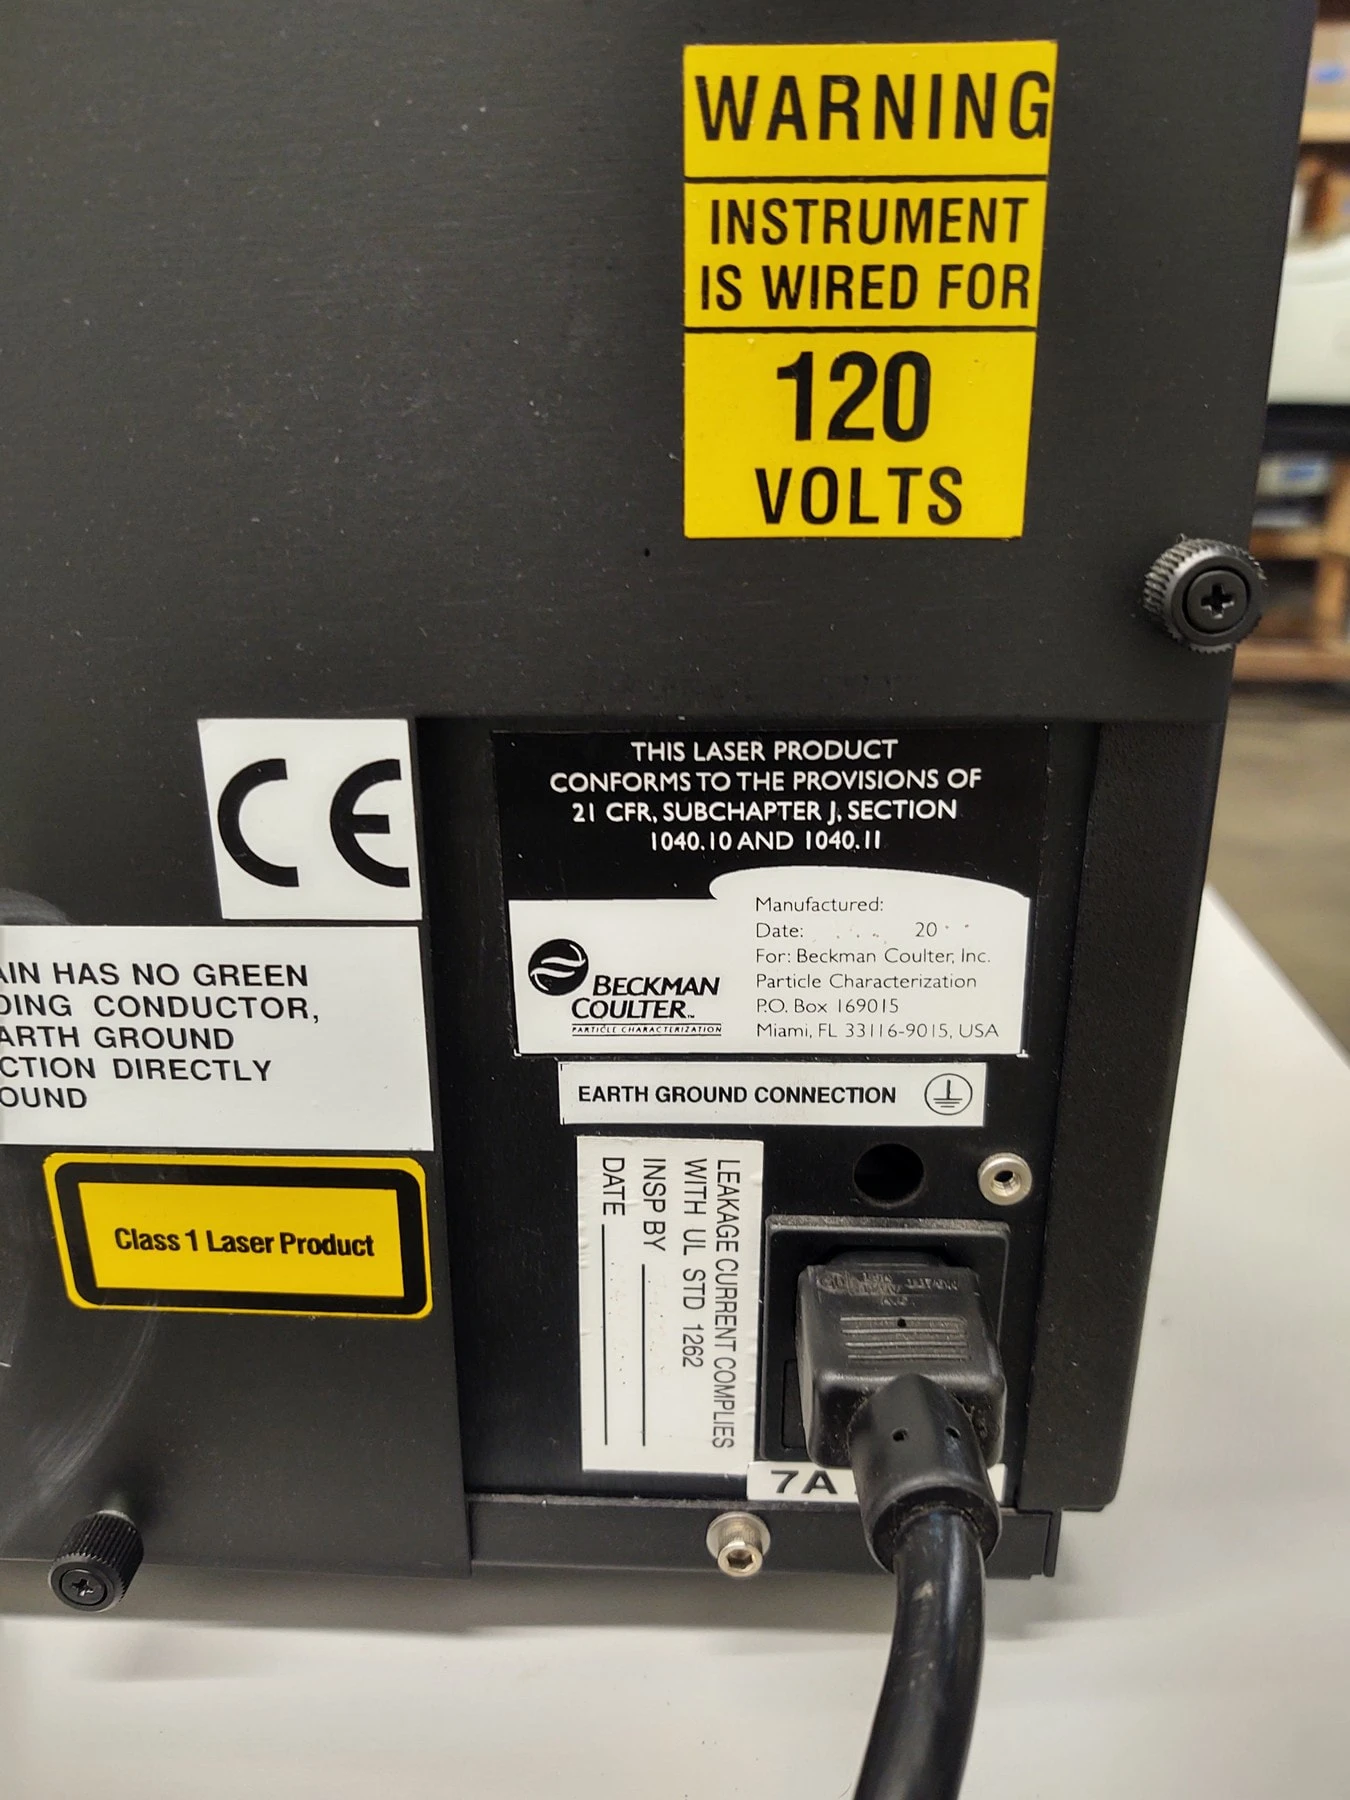 WARNING
INSTRUMENT
IS WIRED FOR
120
VOLTS
CE
THIS LASER PRODUCT
CONFORMS TO THE PROVISIONS OF
21 CFR, SUBCHAPTER J, SECTION
1040.10 AND 1040.11
Manufactured:
Date: 20
For: Beckman Coulter, Inc.
Particle Characterization
P.O. Box 169015
Miami, FL 33116-9015, USA
BECKMAN
COULTER™
PARTICLE CHARACTERIZATION
AIN HAS NO GREEN
DING CONDUCTOR,
ARTH GROUND
CTION DIRECTLY
OUND
EARTH GROUND CONNECTION
Class 1 Laser Product
LEAKAGE CURRENT COMPLIES
WITH UL STD 1262
INSP BY
DATE
7A